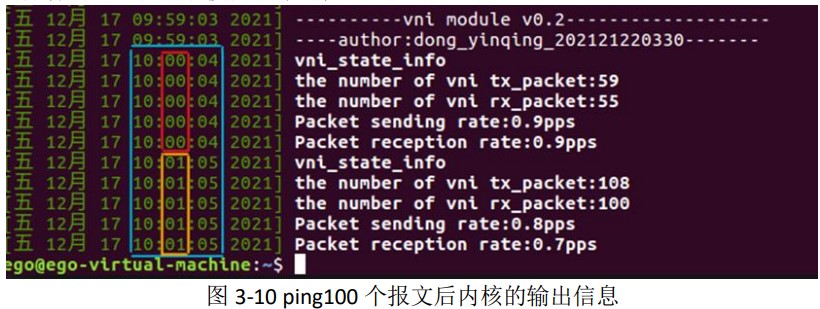 [五 12月 17 09:59:03 2021] ----------vni module v0.2--------------------
[五 12月 17 09:59:03 2021] ----author:dong_yinqing_202121220330-------
[五 12月 17 10:00:04 2021] vni_state_info
[五 12月 17 10:00:04 2021] the number of vni tx_packet:59
[五 12月 17 10:00:04 2021] the number of vni rx_packet:55
[五 12月 17 10:00:04 2021] Packet sending rate:0.9pps
[五 12月 17 10:00:04 2021] Packet reception rate:0.9pps
[五 12月 17 10:01:05 2021] vni_state_info
[五 12月 17 10:01:05 2021] the number of vni tx_packet:108
[五 12月 17 10:01:05 2021] the number of vni rx_packet:100
[五 12月 17 10:01:05 2021] Packet sending rate:0.8pps
[五 12月 17 10:01:05 2021] Packet reception rate:0.7pps
ego@ego-virtual-machine:~$
图 3-10 ping100 个报文后内核的输出信息